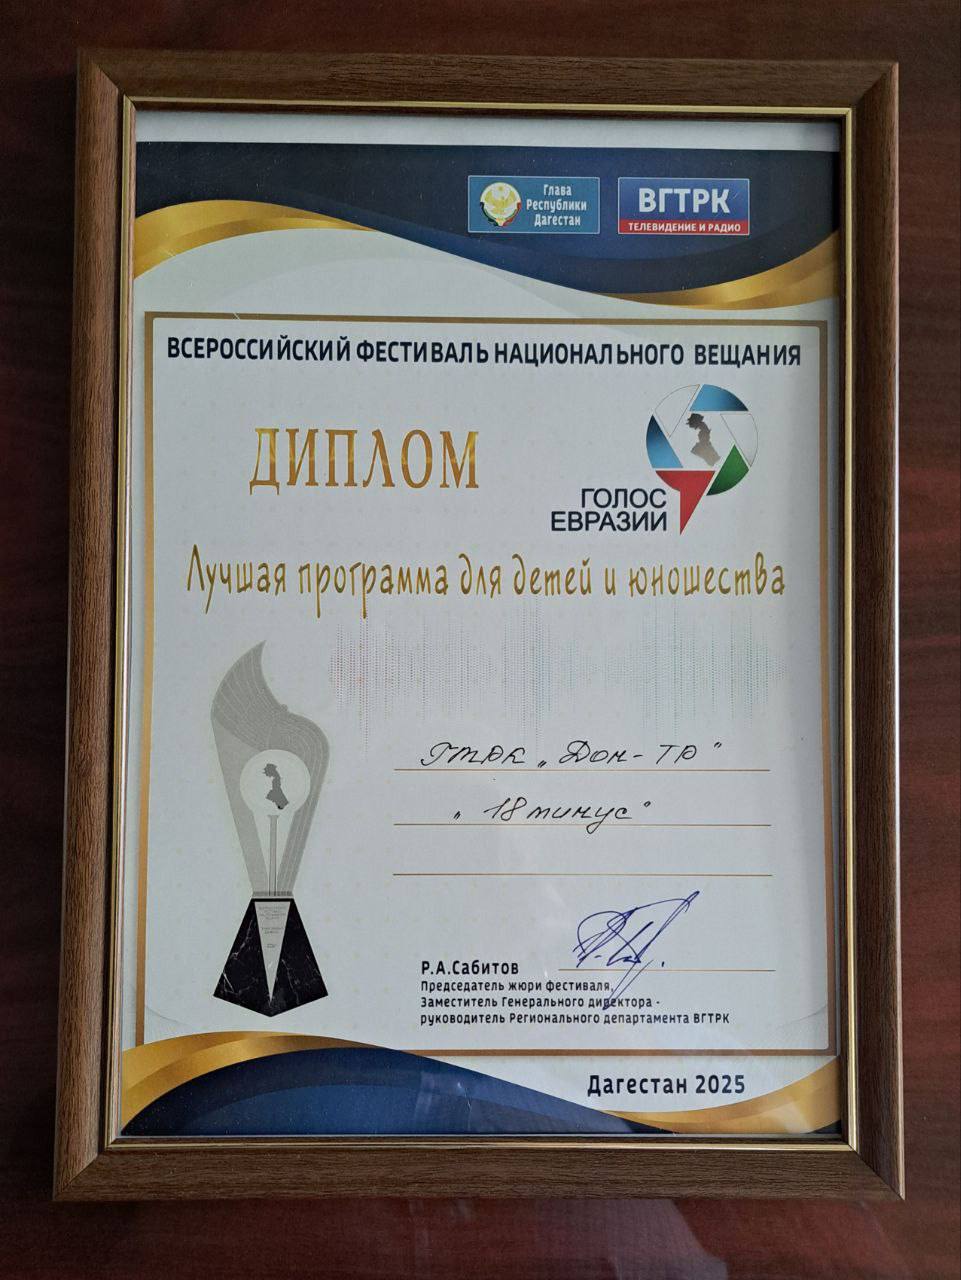 Глава
Республики
Дагестан
ВГТРК
ТЕЛЕВИДЕНИЕ И РАДИО
ВСЕРОССИЙСКИЙ ФЕСТИВАЛЬ НАЦИОНАЛЬНОГО ВЕЩАНИЯ
ДИПЛОМ
ГОЛОС
ЕВРАЗИИ
Лучшая программа для детей и юношества
ГТРК „Дон-ТР"
„18 минус"
Р.А.Сабитов
Председатель жюри фестиваля,
Заместитель Генерального директора -
руководитель Регионального департамента ВГТРК
Дагестан 2025